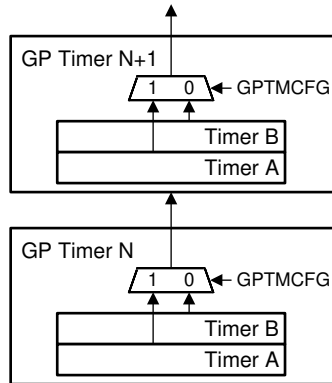 GP Timer N+1
1 0
GPTMCFG
Timer B
Timer A
GP Timer N
1 0
GPTMCFG
Timer B
Timer A